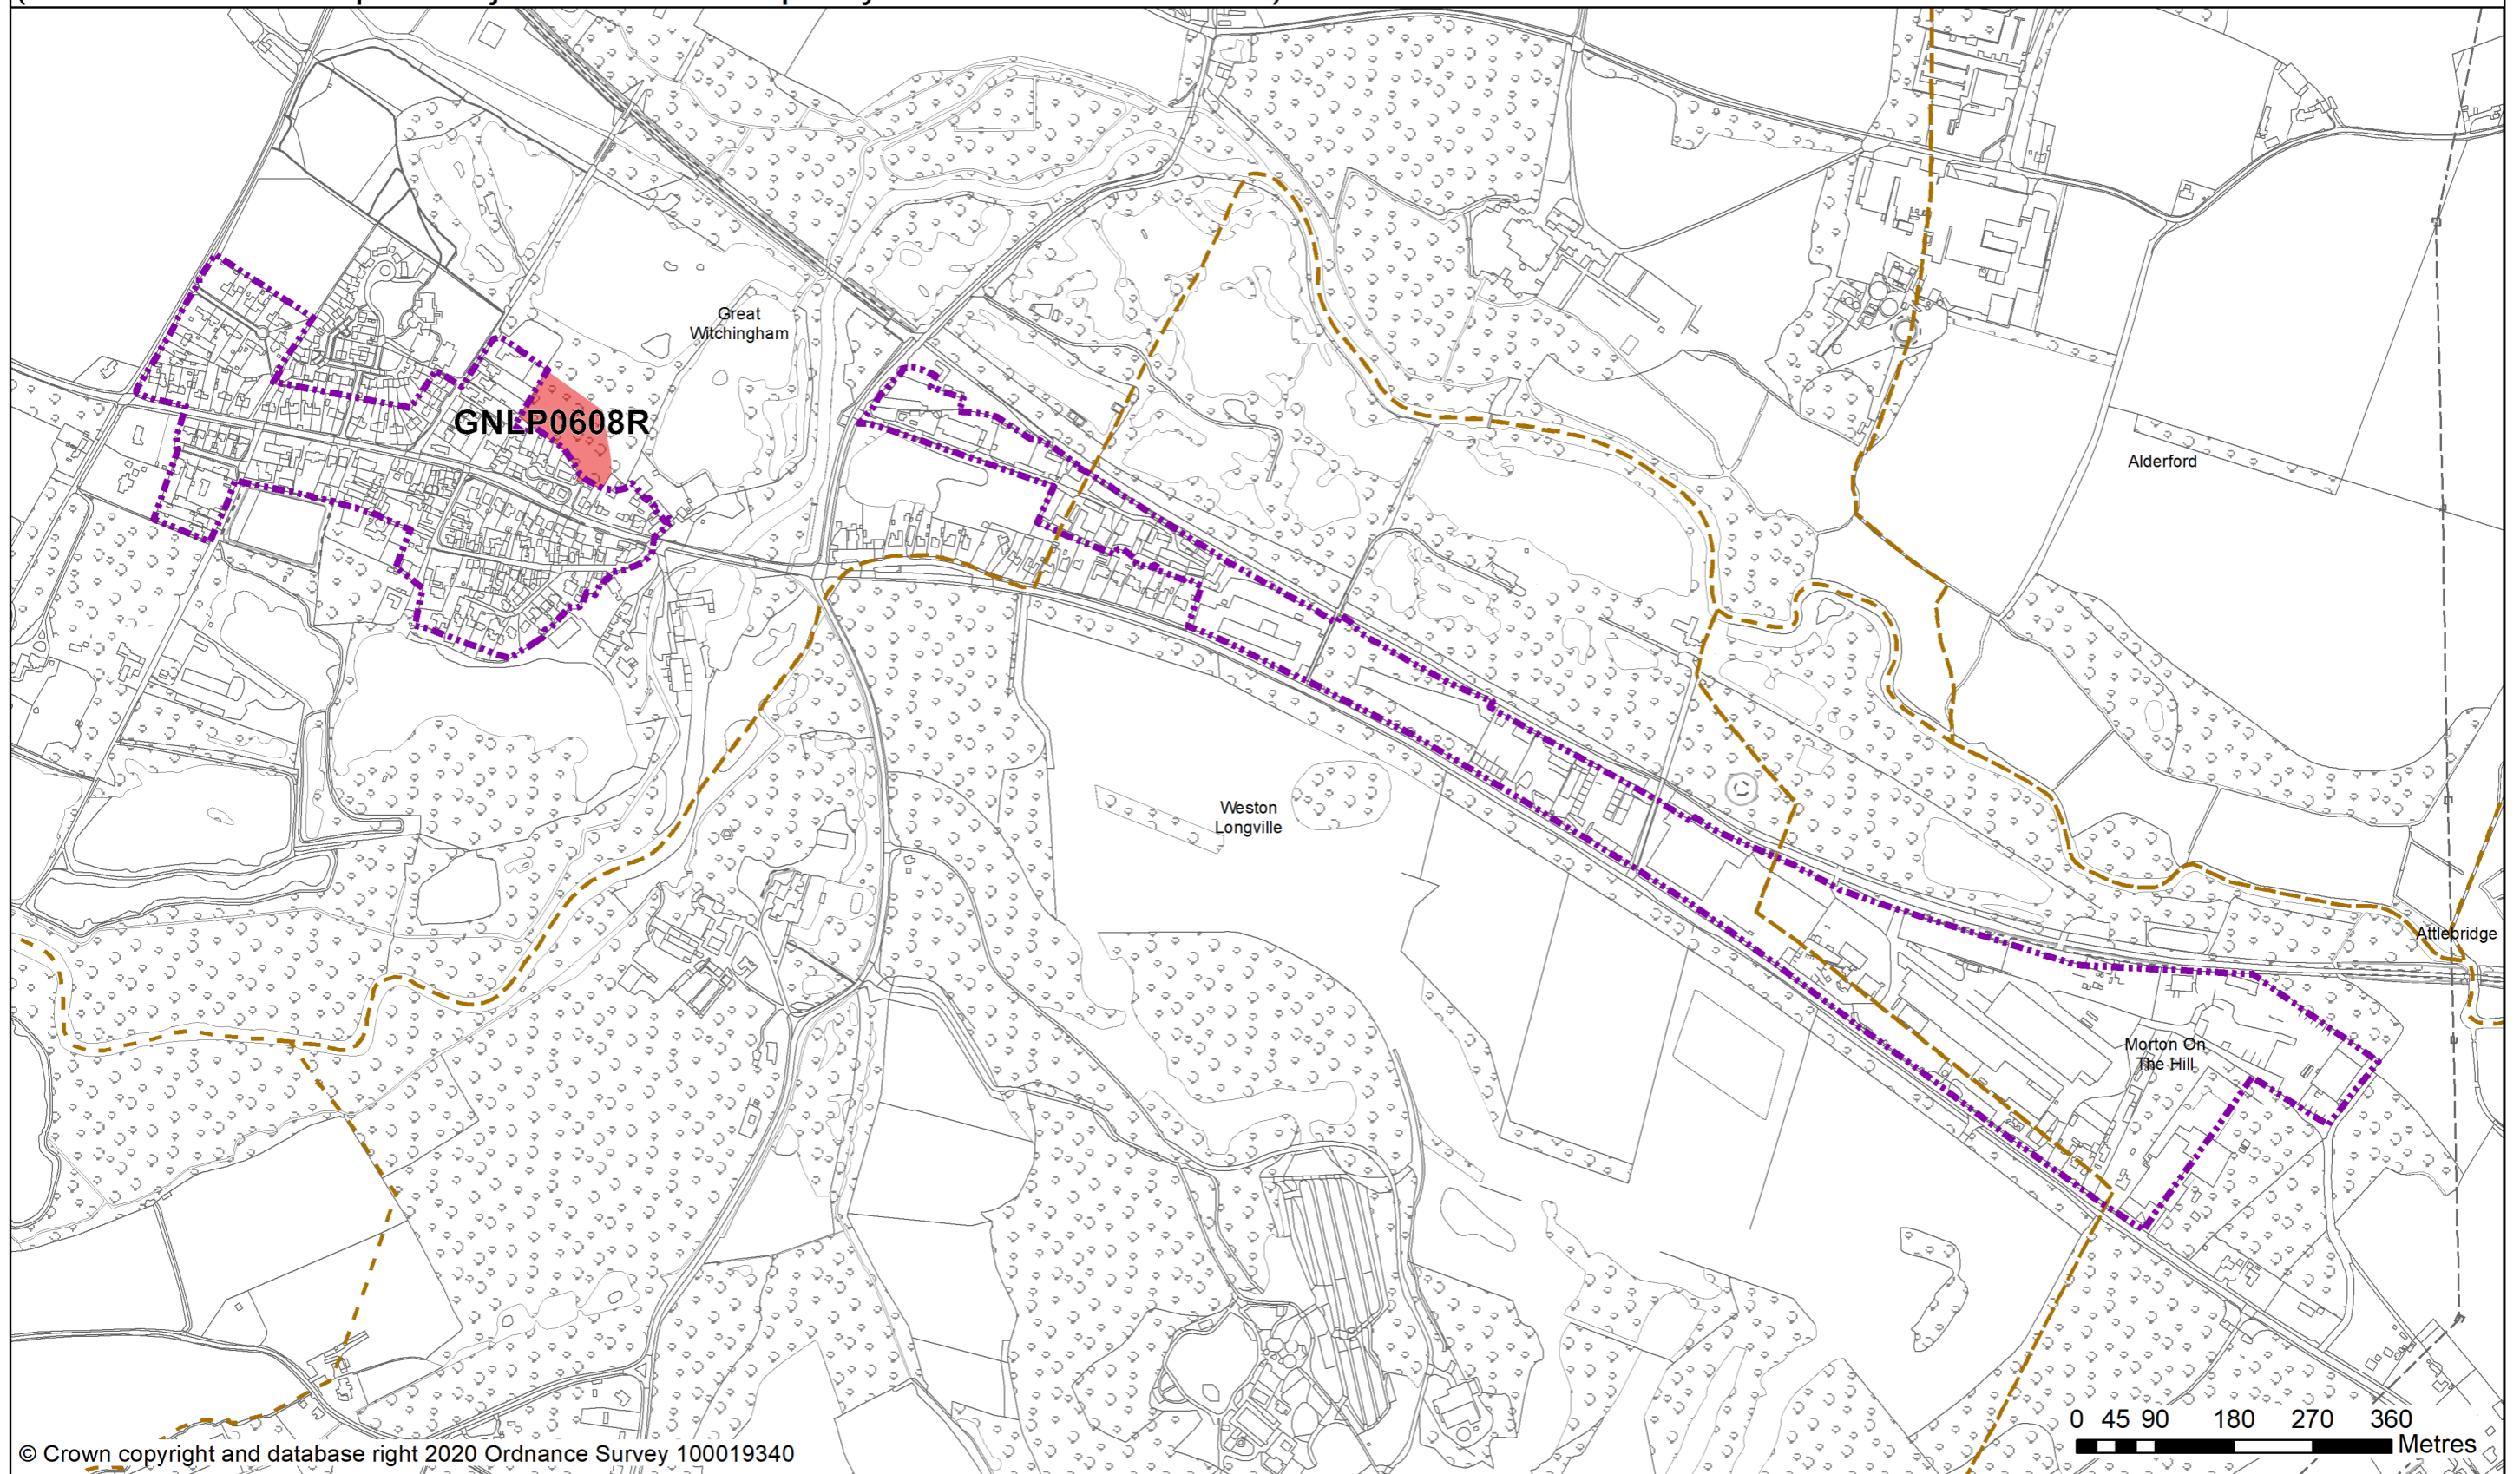 Great
Witchingham
GNLP0608R
Alderford
Weston
Longville
Attlebridge
Morton On
The Hill
0 45 90 180 270 360
Metres
© Crown copyright and database right 2020 Ordnance Survey 100019340